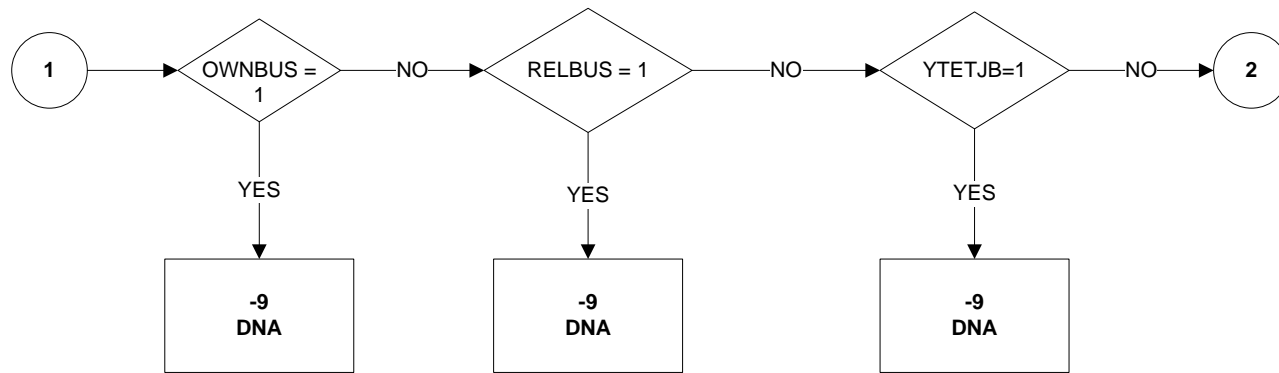 1
OWNBUS =
1
NO
RELBUS = 1
NO
YTETJB=1
NO
2
YES
YES
YES
-9
DNA
-9
DNA
-9
DNA